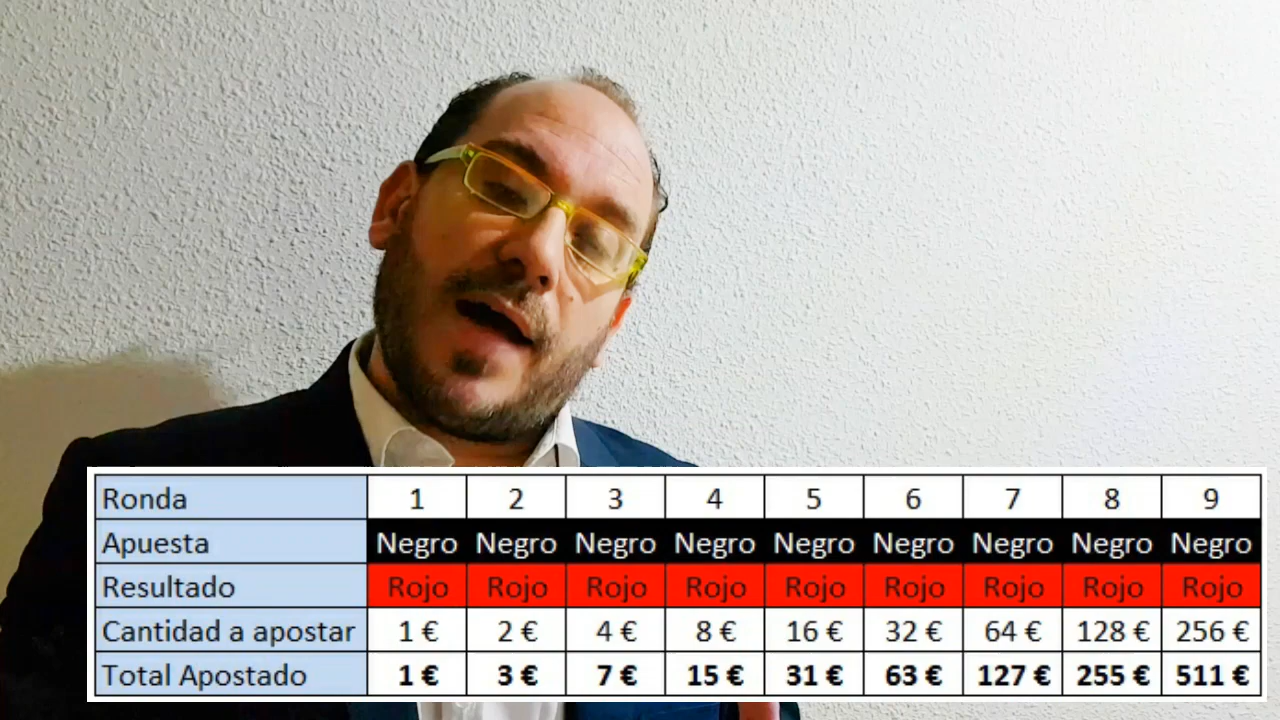 Ronda 1 2 3 4 5 6 7 8 9
Apuesta Negro Negro Negro Negro Negro Negro Negro Negro Negro
Resultado Rojo Rojo Rojo Rojo Rojo Rojo Rojo Rojo Rojo
Cantidad a apostar 1 € 2 € 4 € 8 € 16 € 32 € 64 € 128 € 256 €
Total Apostado 1 € 3 € 7 € 15 € 31 € 63 € 127 € 255 € 511 €